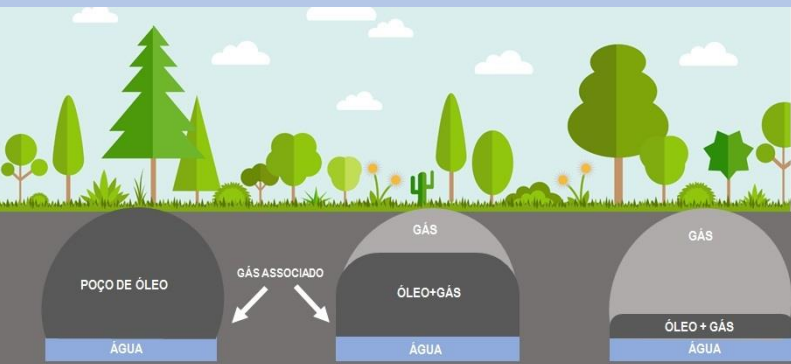 POÇO DE ÓLEO
ÁGUA
GÁS ASSOCIADO
GÁS
ÓLEO+GÁS
ÁGUA
GÁS
ÓLEO + GÁS
ÁGUA